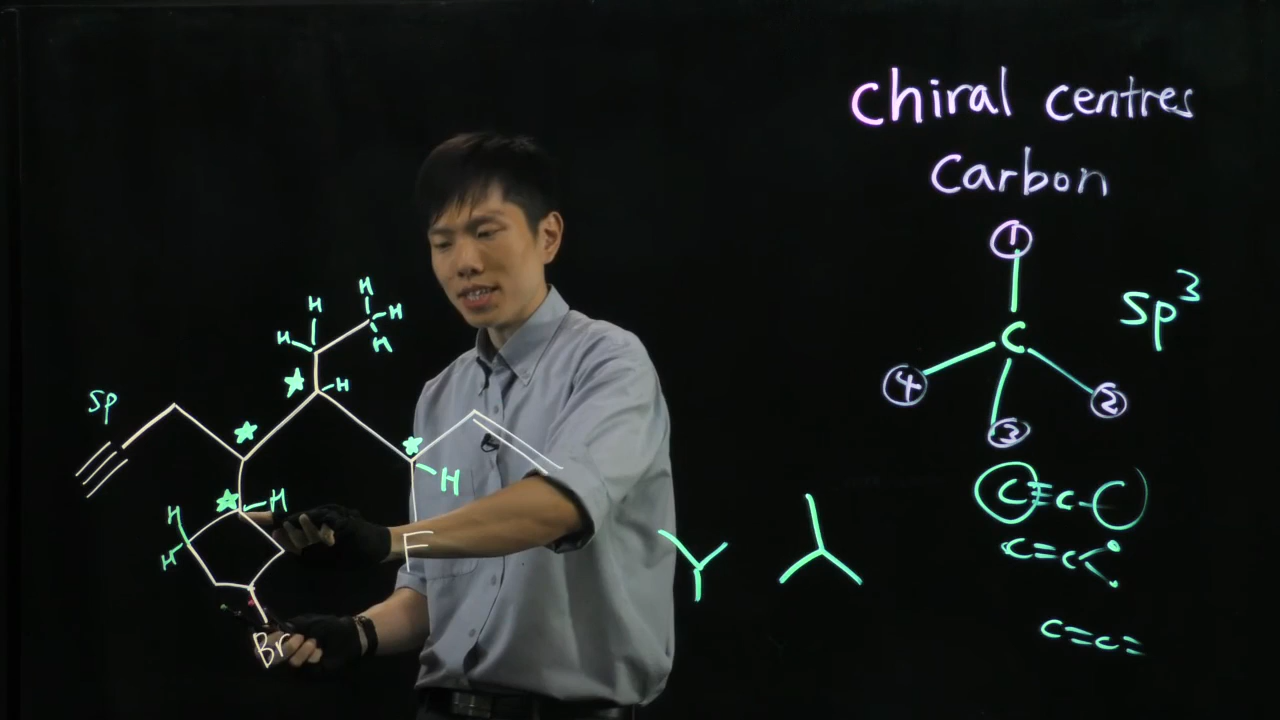 chiral centres
carbon
1
C
4
2
3
sp³
C≡C-C
C=C
C=C=
H
H
H
H
H
H
sp
H
H
H
H
F
Br